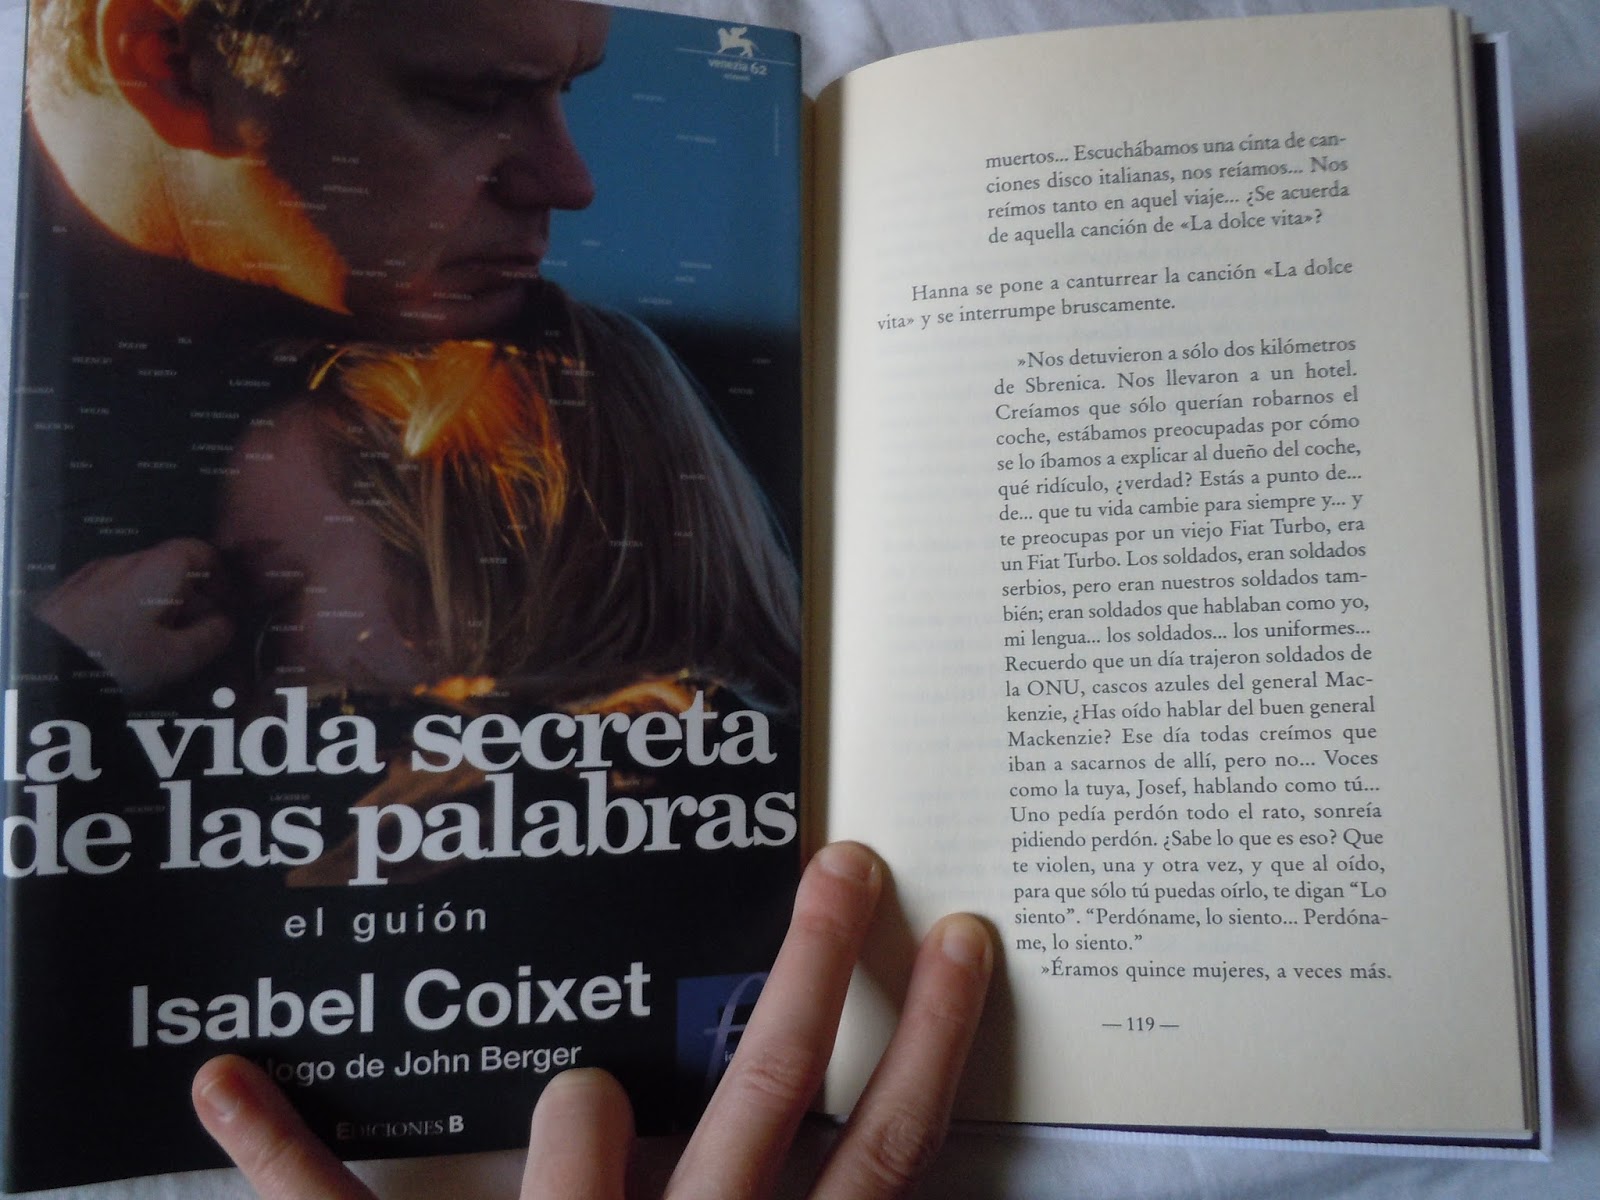 venezia 62
la vida secreta
de las palabras
el guión
Isabel Coixet
logo de John Berger
EDICIONES B
muertos... Escuchábamos una cinta de can-
ciones disco italianas, nos reíamos... Nos
reímos tanto en aquel viaje... ¿Se acuerda
de aquella canción de «La dolce vita»?
Hanna se pone a canturrear la canción «La dolce
vita» y se interrumpe bruscamente.
»Nos detuvieron a sólo dos kilómetros
de Sbrenica. Nos llevaron a un hotel.
Creíamos que sólo querían robarnos el
coche, estábamos preocupadas por cómo
se lo íbamos a explicar al dueño del coche,
qué ridículo, ¿verdad? Estás a punto de...
de... que tu vida cambie para siempre y... y
te preocupas por un viejo Fiat Turbo, era
un Fiat Turbo. Los soldados, eran soldados
serbios, pero eran nuestros soldados tam-
bién; eran soldados que hablaban como yo,
mi lengua... los soldados... los uniformes...
Recuerdo que un día trajeron soldados de
la ONU, cascos azules del general Mac-
kenzie, ¿Has oído hablar del buen general
Mackenzie? Ese día todas creímos que
iban a sacarnos de allí, pero no... Voces
como la tuya, Josef, hablando como tú...
Uno pedía perdón todo el rato, sonreía
pidiendo perdón. ¿Sabe lo que es eso? Que
te violen, una y otra vez, y que al oído,
para que sólo tú puedas oírlo, te digan “Lo
siento”. “Perdóname, lo siento... Perdóna-
me, lo siento.”
»Éramos quince mujeres, a veces más.
— 119 —